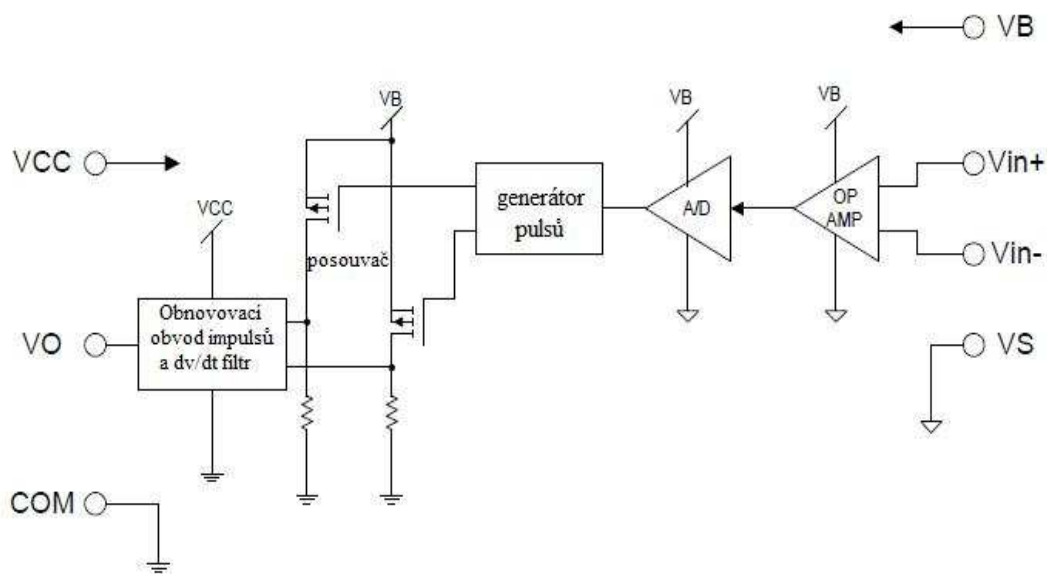 VB
VB
VB
VB
VCC
Vin+
OP
AMP
A/D
generátor
pulsů
VCC
posouvač
Vin-
Obnovovací
obvod impulsů
a dv/dt filtr
VO
VS
COM